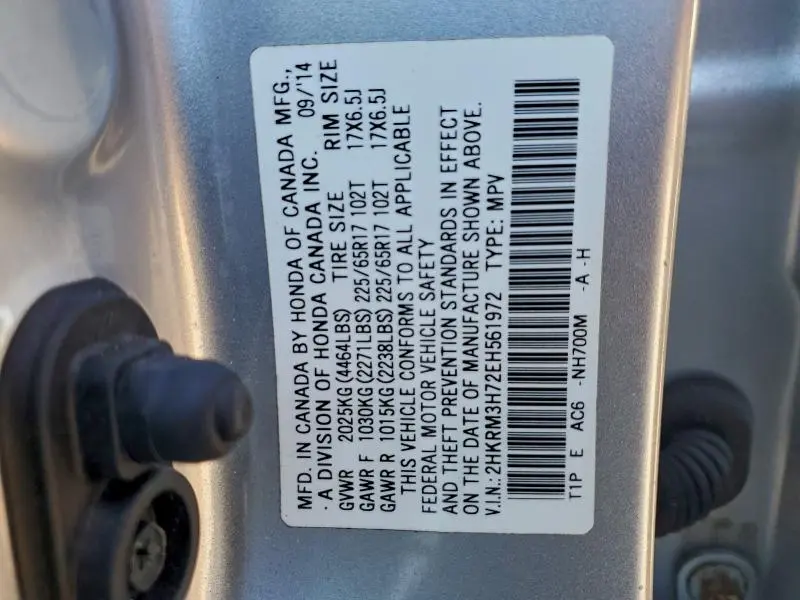 MFD. IN CANADA BY HONDA OF CANADA MFG.,
· A DIVISION OF HONDA CANADA INC. 09/'14
GVWR 2025KG(4464LBS) TIRE SIZE RIM SIZE
GAWR F 1030KG(2271LBS) 225/65R17 102T 17X6.5J
GAWR R 1015KG(2238LBS) 225/65R17 102T 17X6.5J
THIS VEHICLE CONFORMS TO ALL APPLICABLE
FEDERAL MOTOR VEHICLE SAFETY
AND THEFT PREVENTION STANDARDS IN EFFECT
ON THE DATE OF MANUFACTURE SHOWN ABOVE.
V.I.N.: 2HKRM3H72EH561972 TYPE: MPV
T1P E AC6 -NH700M -A -H